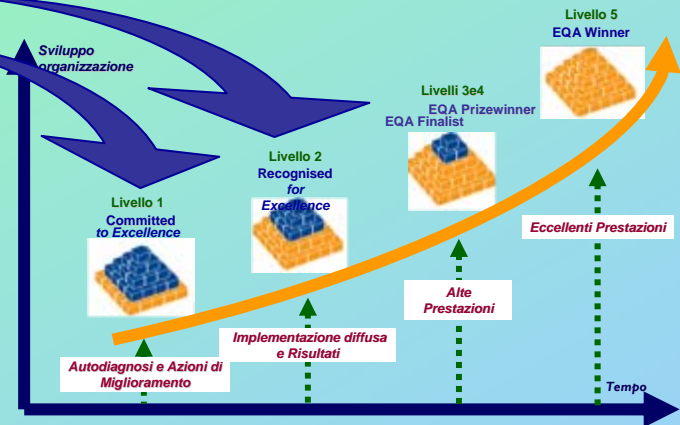 Livello 5
EQA Winner
Sviluppo
organizzazione
Livelli 3e4
EQA Prizewinner
EQA Finalist
Livello 2
Recognised
for
Excellence
Livello 1
Committed
to Excellence
Eccellenti Prestazioni
Alte
Prestazioni
Implementazione diffusa
e Risultati
Autodiagnosi e Azioni di
Miglioramento
Tempo